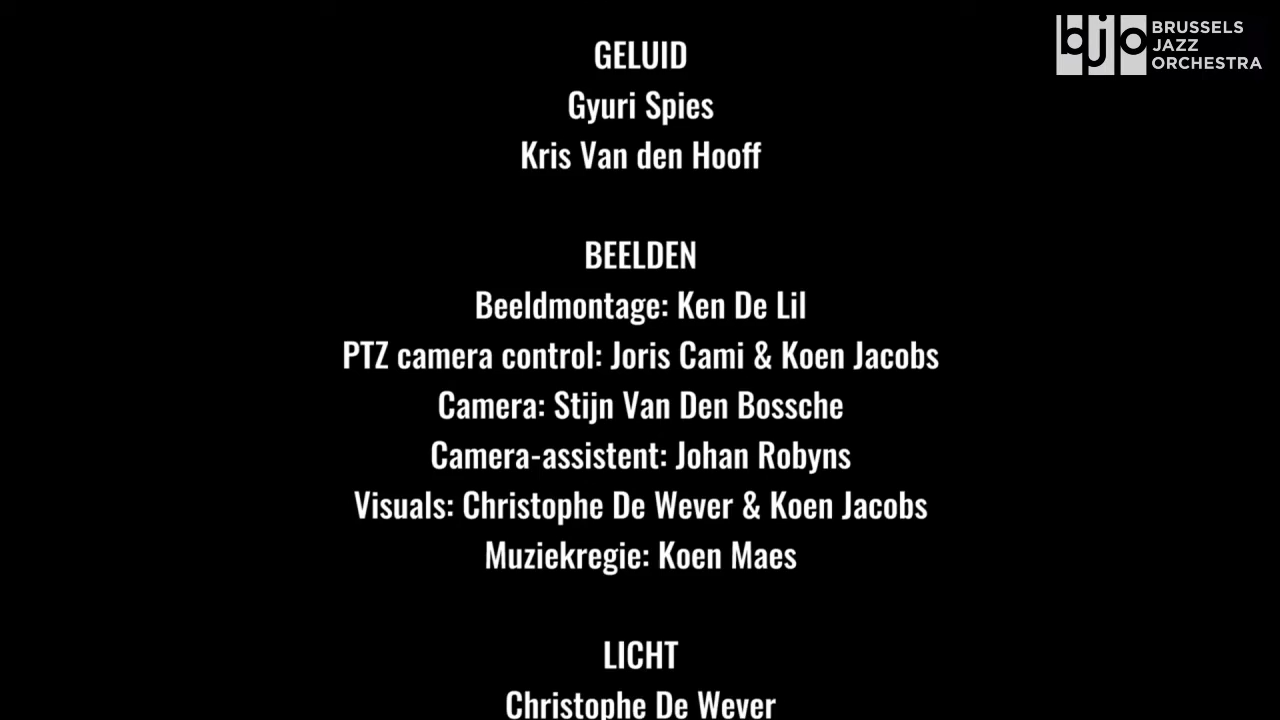 bjo
BRUSSELS
JAZZ
ORCHESTRA
GELUID
Gyuri Spies
Kris Van den Hooff
BEELDEN
Beeldmontage: Ken De Lil
PTZ camera control: Joris Cami & Koen Jacobs
Camera: Stijn Van Den Bossche
Camera-assistent: Johan Robyns
Visuals: Christophe De Wever & Koen Jacobs
Muziekregie: Koen Maes
LICHT
Christophe De Wever